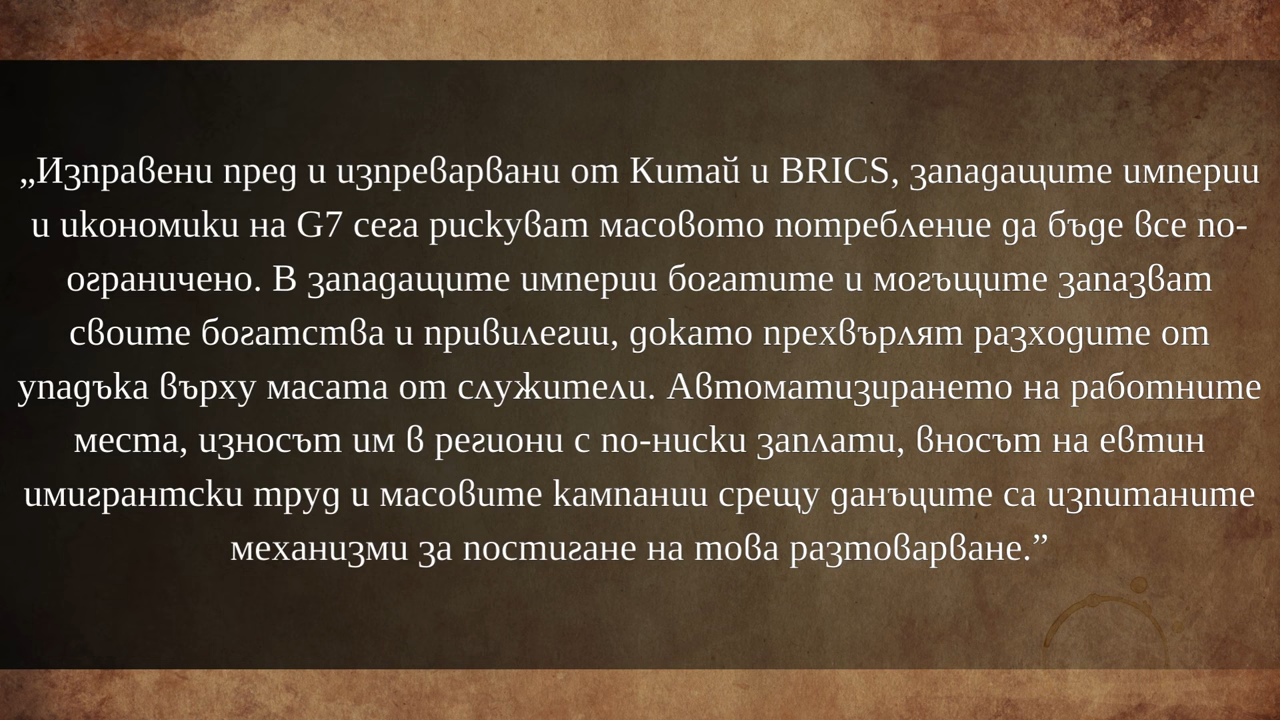 „Изправени пред и изпреварвани от Китай и BRICS, западащите империи
и икономики на G7 сега рискуват масовото потребление да бъде все по-
ограничено. В западащите империи богатите и могъщите запазват
своите богатства и привилегии, докато прехвърлят разходите от
упадъка върху масата от служители. Автоматизирането на работните
места, износът им в региони с по-ниски заплати, вносът на евтин
имигрантски труд и масовите кампании срещу данъците са изпитаните
механизми за постигане на това разтоварване.”